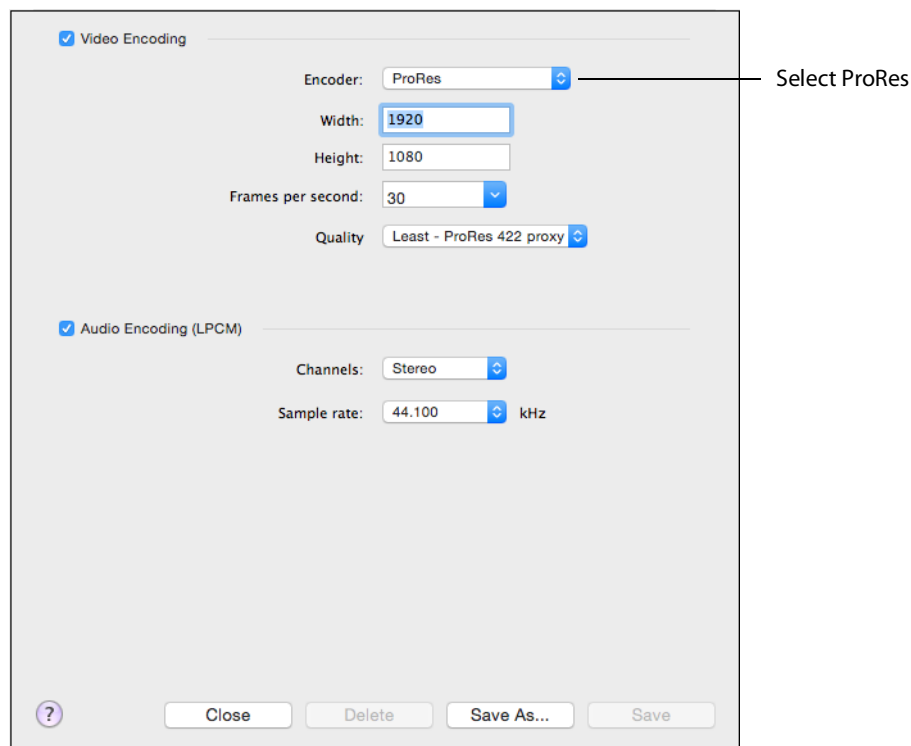 Video Encoding
Encoder: ProRes
Select ProRes
Width: 1920
Height: 1080
Frames per second: 30
Quality Least - ProRes 422 proxy
Audio Encoding (LPCM)
Channels: Stereo
Sample rate: 44.100 kHz
? Close Delete Save As... Save